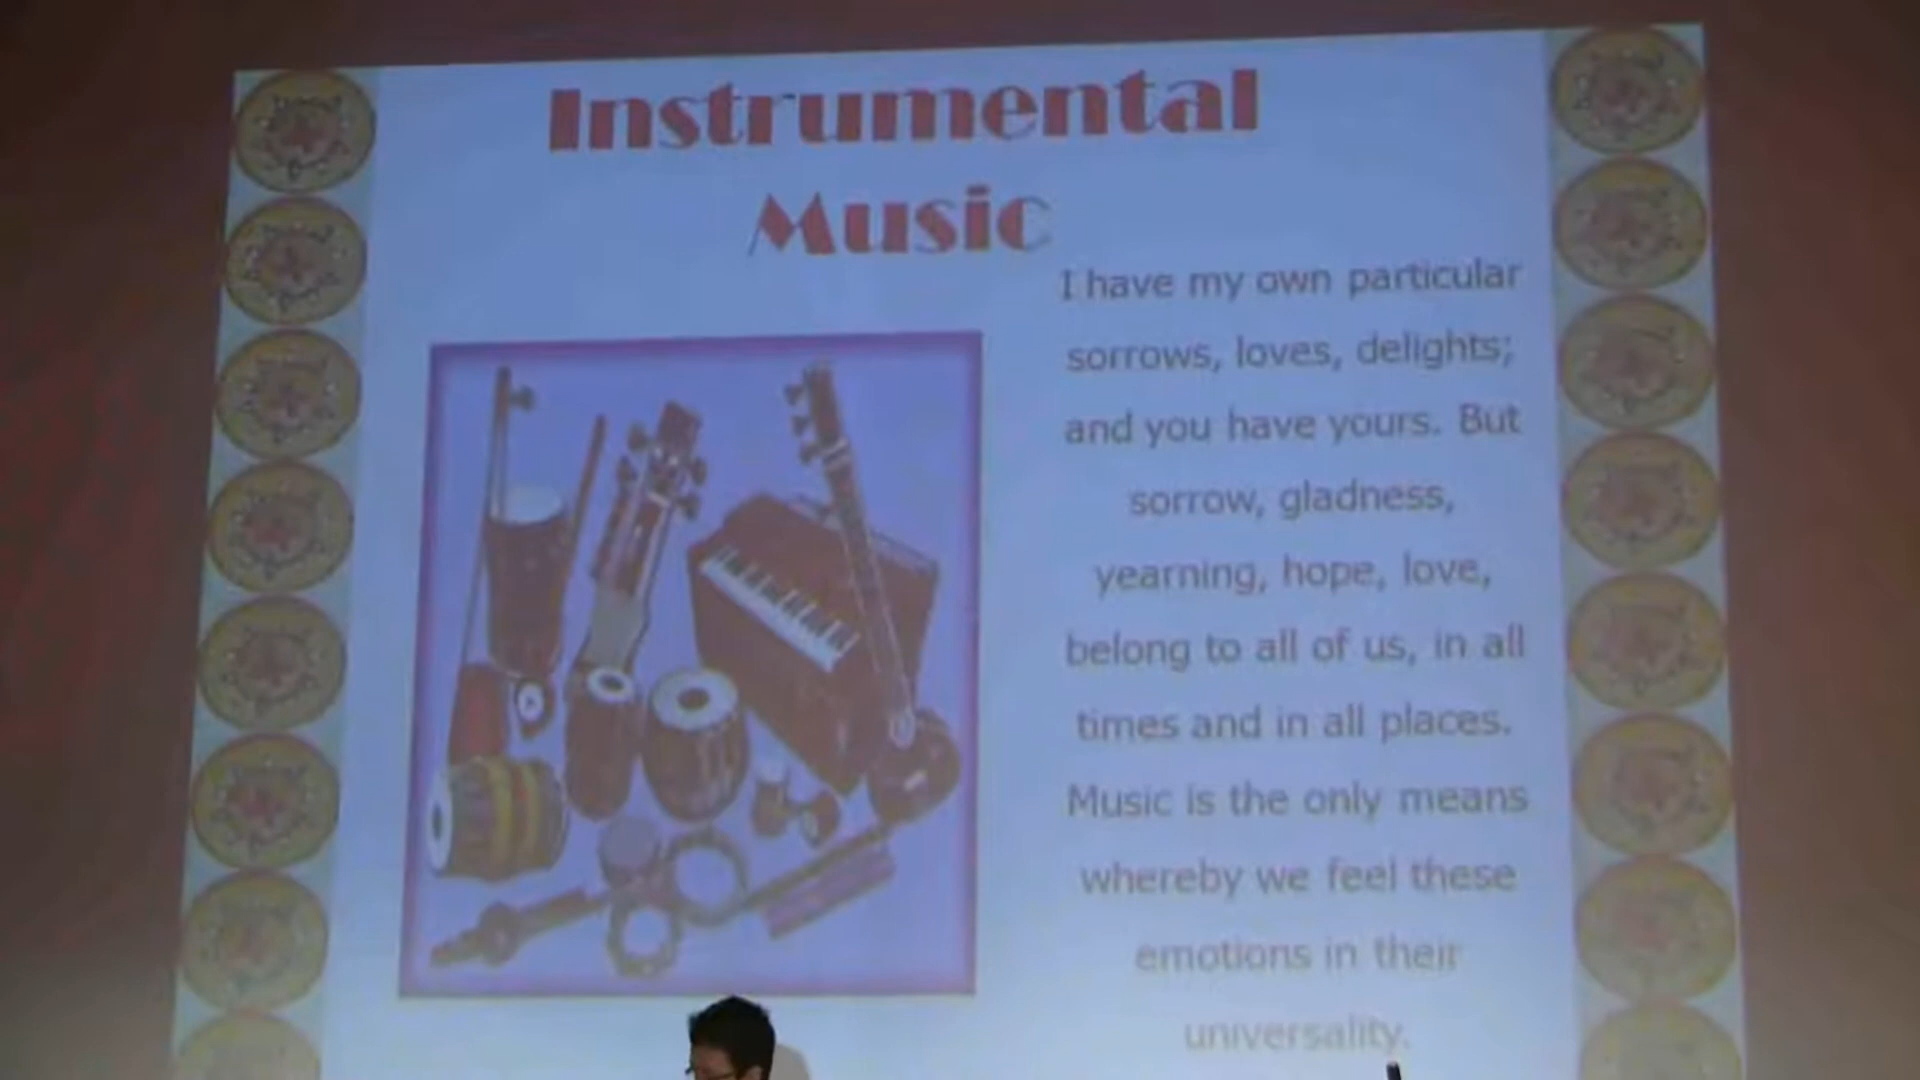 Instrumental
Music
I have my own particular
sorrows, loves, delights;
and you have yours. But
sorrow, gladness,
yearning, hope, love,
belong to all of us, in all
times and in all places.
Music is the only means
whereby we feel these
emotions in their
universality.